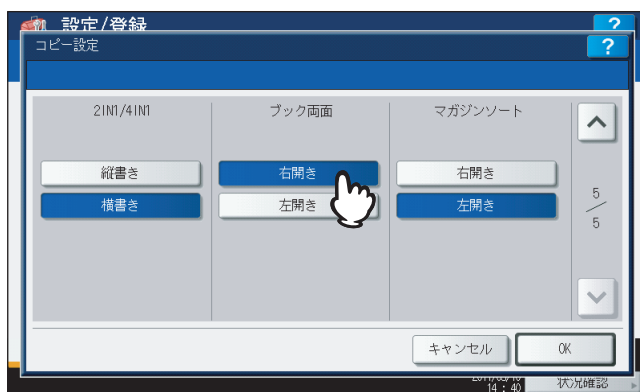 設定/登録
?
コピー設定
?
2IN1/4IN1
ブック両面
マガジンソート
縦書き
右開き
右開き
横書き
左開き
左開き
5
5
キャンセル
OK
14 : 40
状況確認